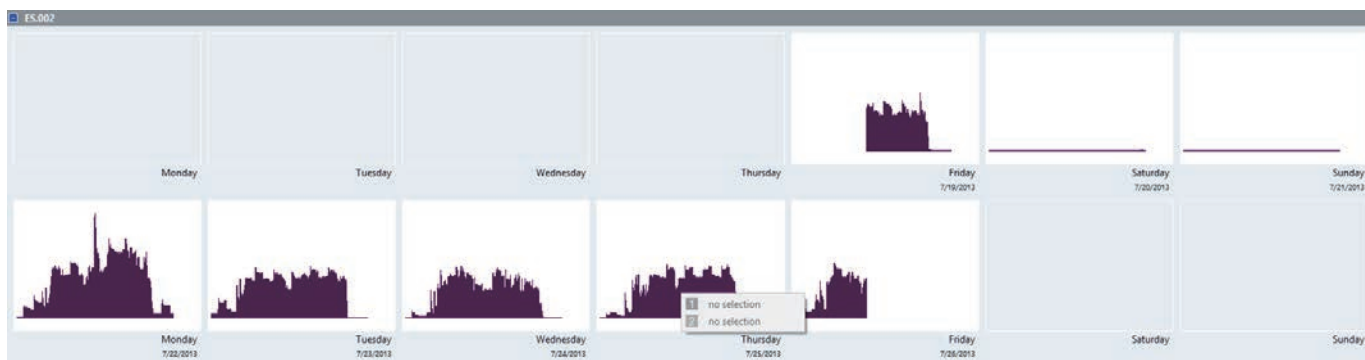 ES.002
Monday Tuesday Wednesday Thursday Friday Saturday Sunday
7/19/2013 7/20/2013 7/21/2013
1 no selection
2 no selection
Monday Tuesday Wednesday Thursday Friday Saturday Sunday
7/22/2013 7/23/2013 7/24/2013 7/25/2013 7/26/2013